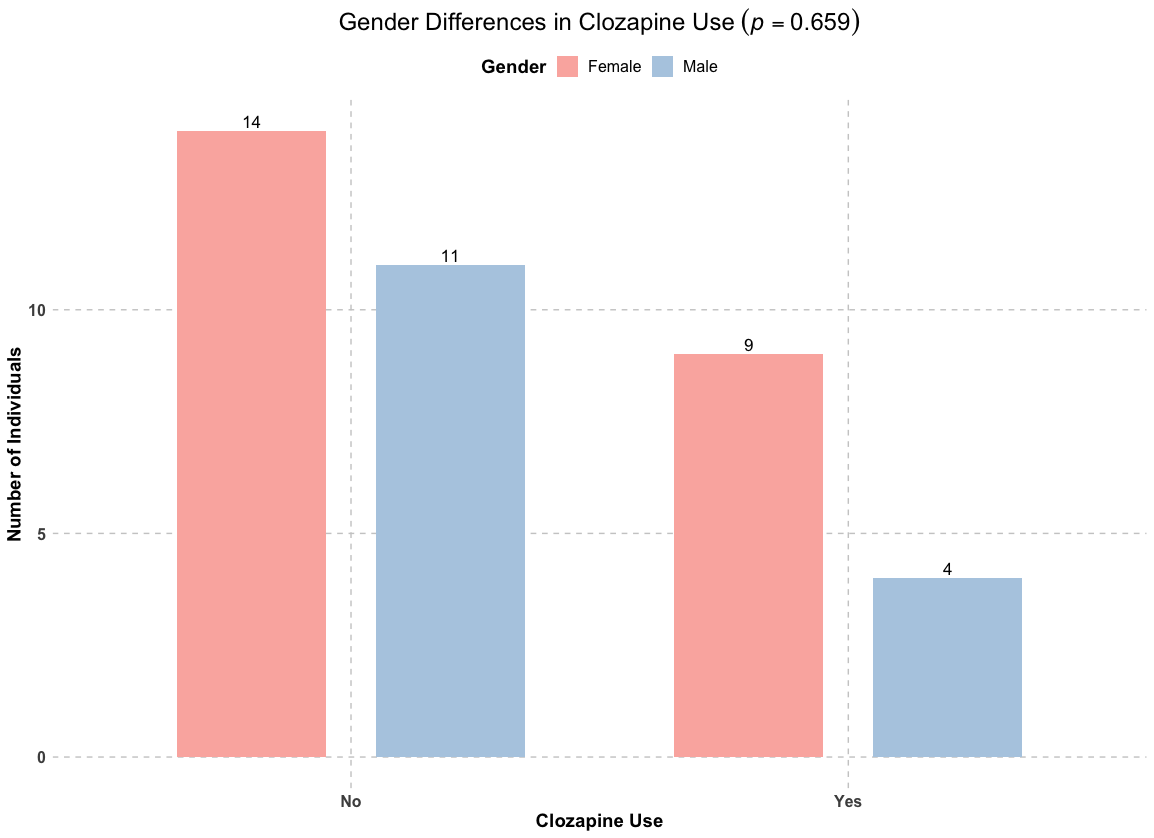 Gender Differences in Clozapine Use (p = 0.659)
Gender Female Male
14
11
10
9
Number of Individuals
5
4
0
No Yes
Clozapine Use